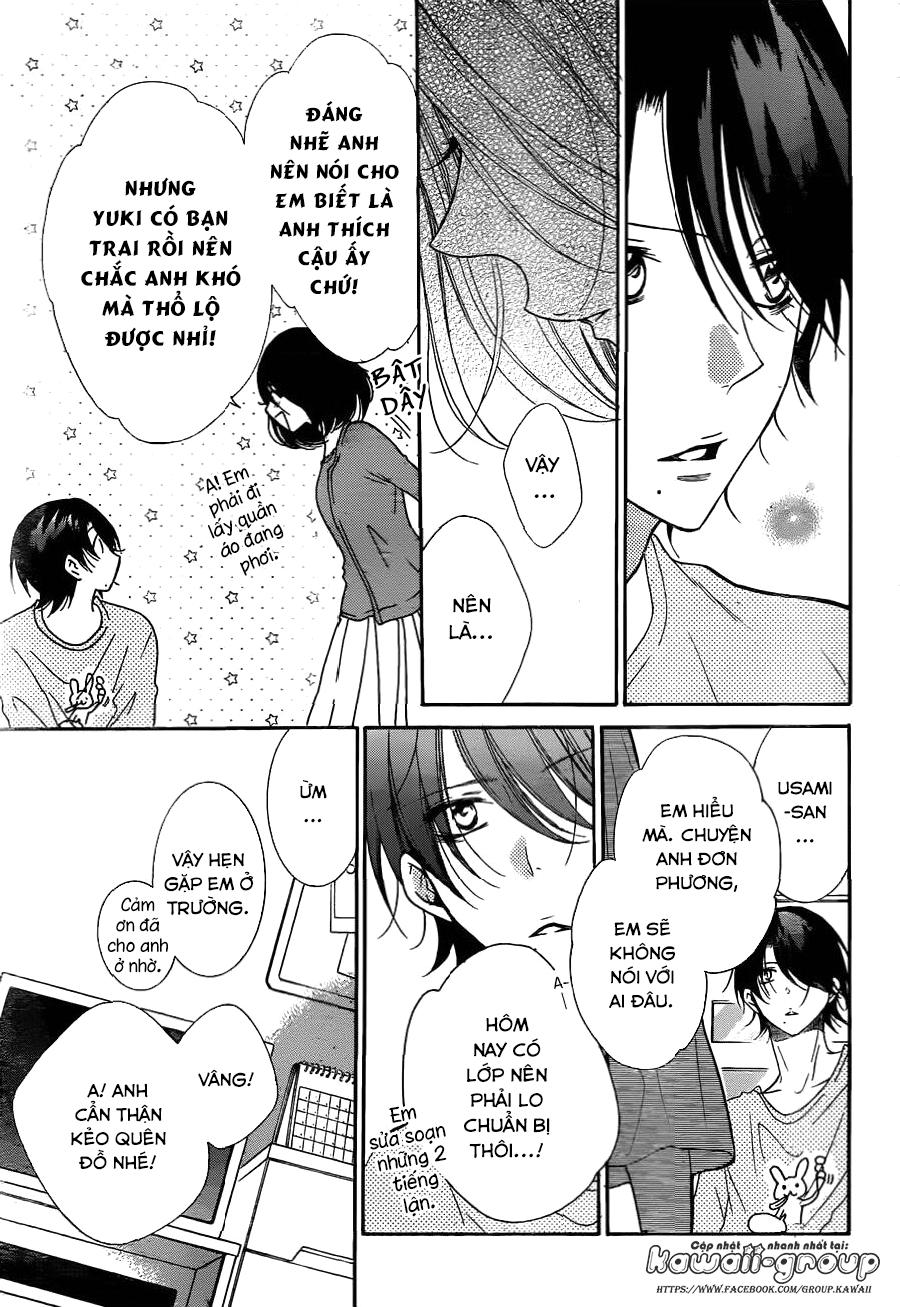 VẬY
...
NÊN
LÀ...
BẬT
DẬY
ĐÁNG
NHẼ ANH
NÊN NÓI CHO
EM BIẾT LÀ
ANH THÍCH
CẬU ẤY
CHỨ!
NHƯNG
YUKI CÓ BẠN
TRAI RỒI NÊN
CHẮC ANH KHÓ
MÀ THỔ LỘ
ĐƯỢC NHỈ!
A! Em
phải đi
lấy quần
áo đang
phơi.
USAMI
-SAN
...
EM HIỂU
MÀ. CHUYỆN
ANH ĐƠN
PHƯƠNG,
EM SẼ
KHÔNG
NÓI VỚI
AI ĐÂU.
A-
HÔM
NAY CÓ
LỚP NÊN
PHẢI LO
CHUẨN BỊ
THÔI...!
Em
sửa soạn
những 2
tiếng
lận.
ỪM
...
VẬY HẸN
GẶP EM Ở
TRƯỜNG.
Cảm
ơn đã
cho anh
ở nhờ.
VÂNG!
A! ANH
CẨN THẬN
KẺO QUÊN
ĐỒ NHÉ!
Cập nhật nhanh nhất tại:
kawaii-group
HTTPS://WWW.FACEBOOK.COM/GROUP.KAWAII